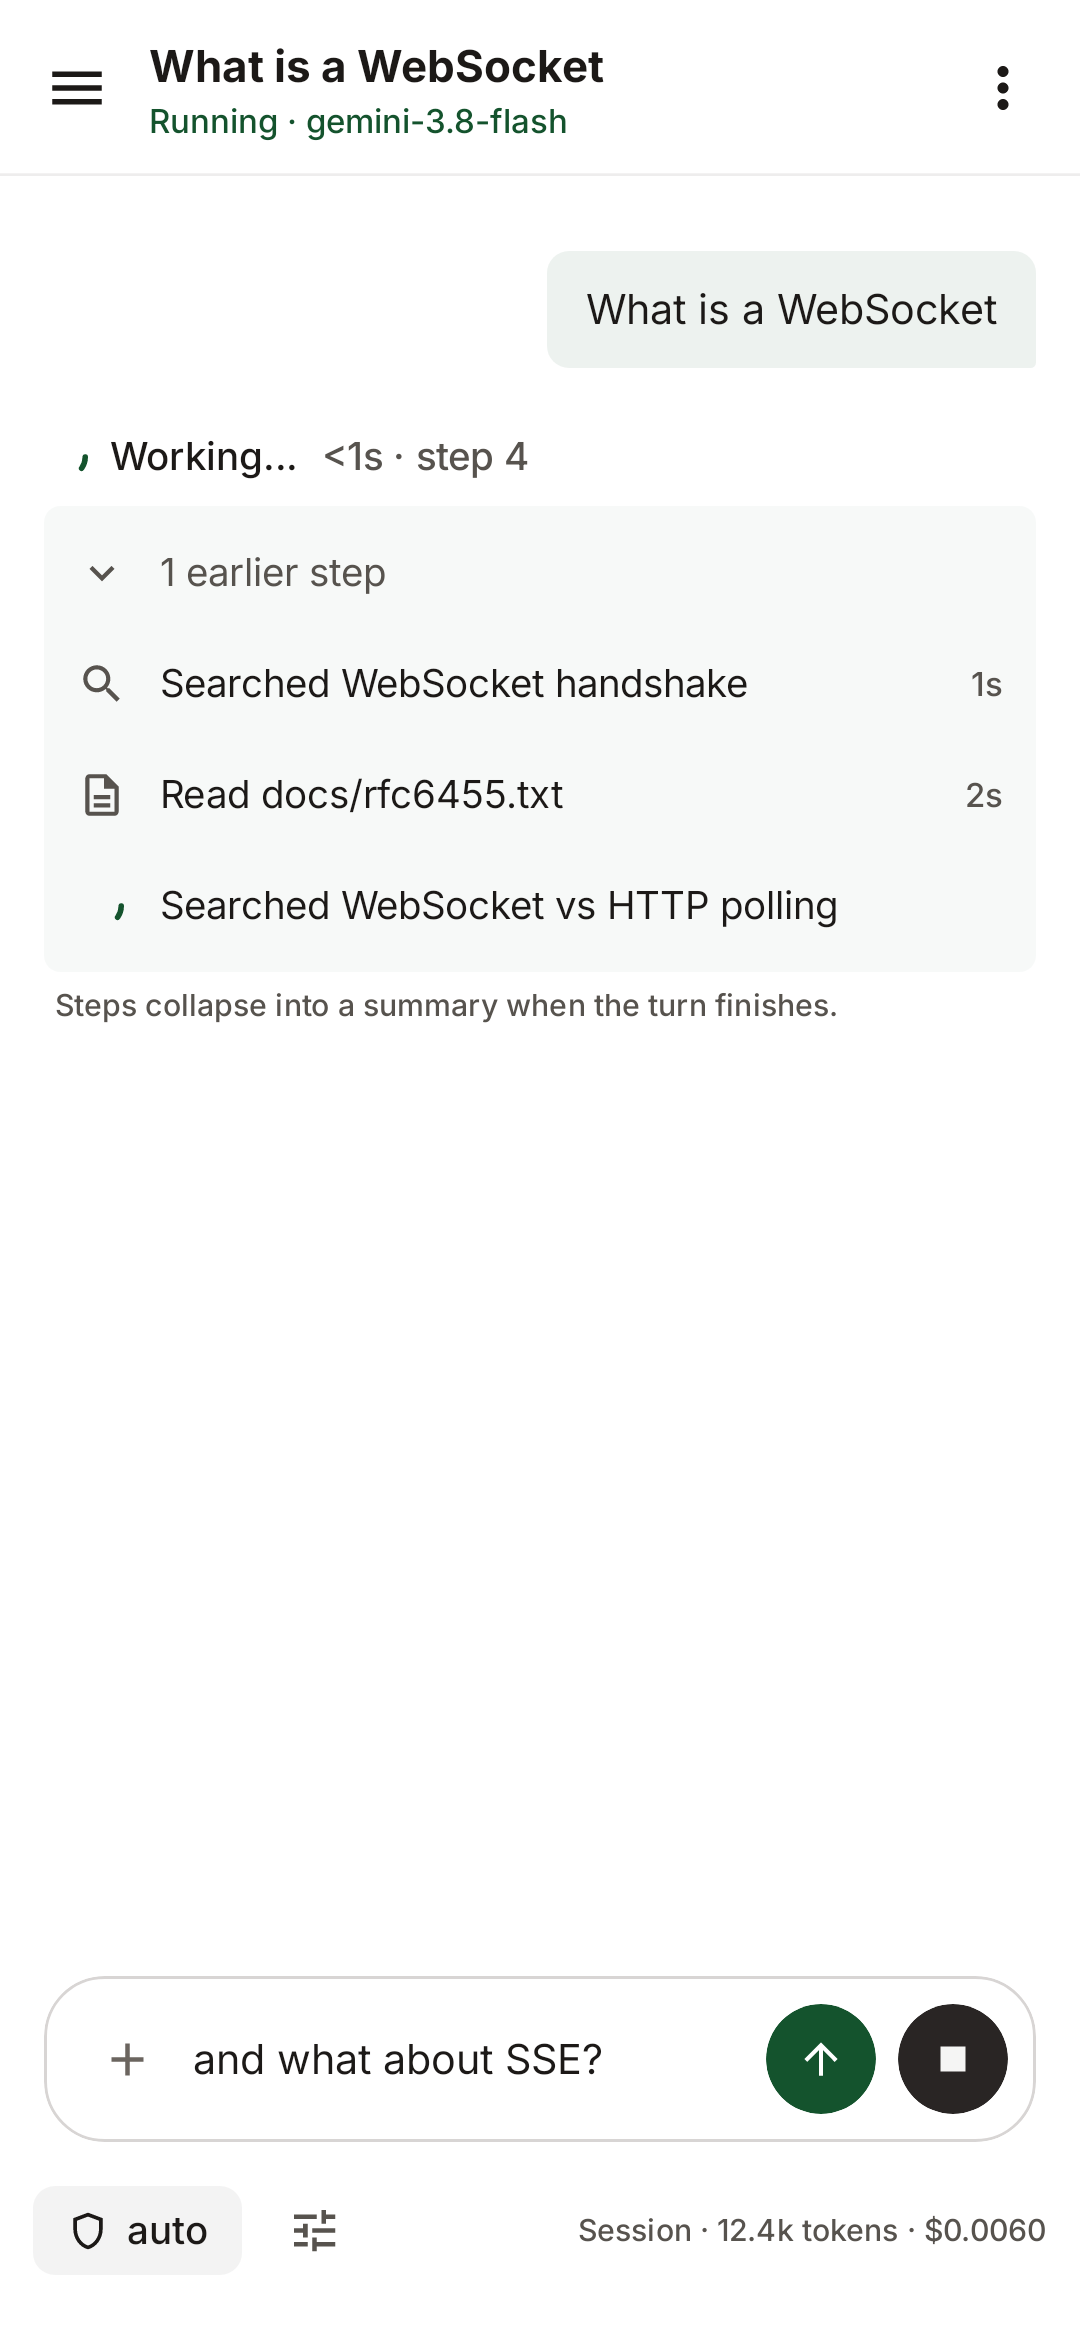 What is a WebSocket
Running · gemini-3.8-flash
What is a WebSocket
Working... <1s · step 4
1 earlier step
Searched WebSocket handshake 1s
Read docs/rfc6455.txt 2s
Searched WebSocket vs HTTP polling
Steps collapse into a summary when the turn finishes.
and what about SSE?
auto
Session · 12.4k tokens · $0.0060